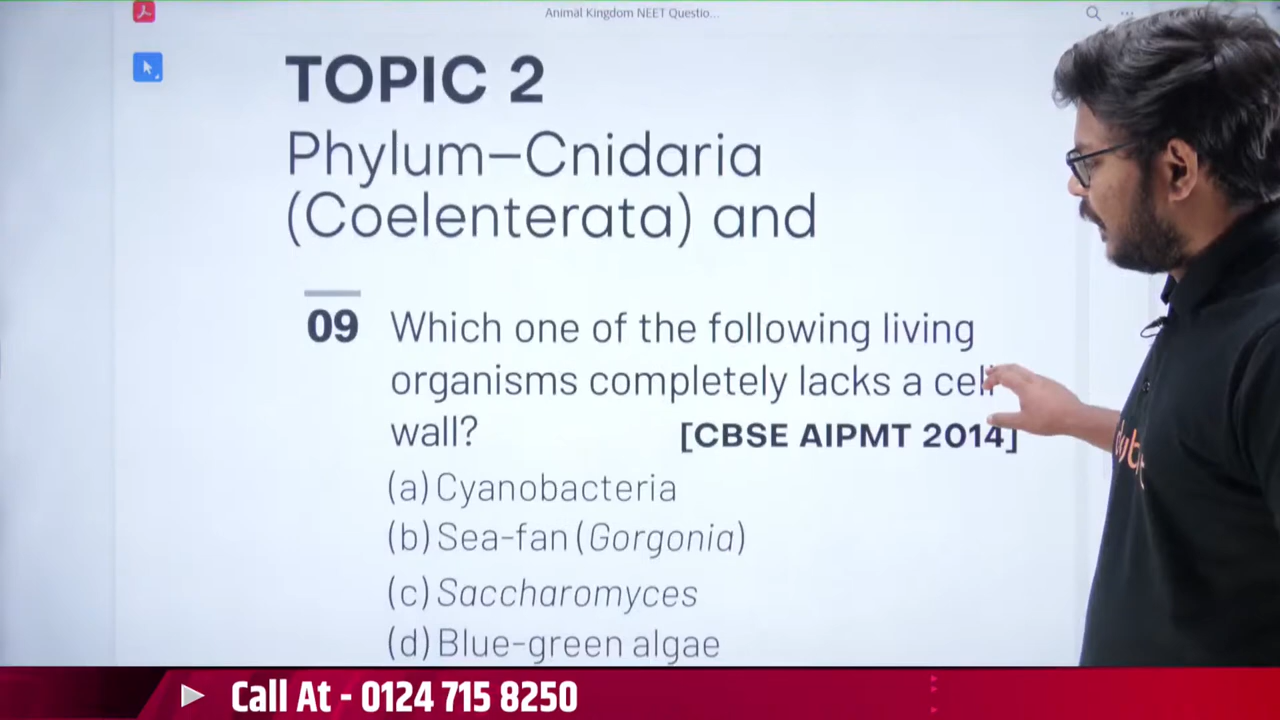 Animal Kingdom NEET Questio...
TOPIC 2
Phylum–Cnidaria
(Coelenterata) and
09 Which one of the following living
organisms completely lacks a cell
wall? [CBSE AIPMT 2014]
(a) Cyanobacteria
(b) Sea-fan (Gorgonia)
(c) Saccharomyces
(d) Blue-green algae
Call At - 0124 715 8250